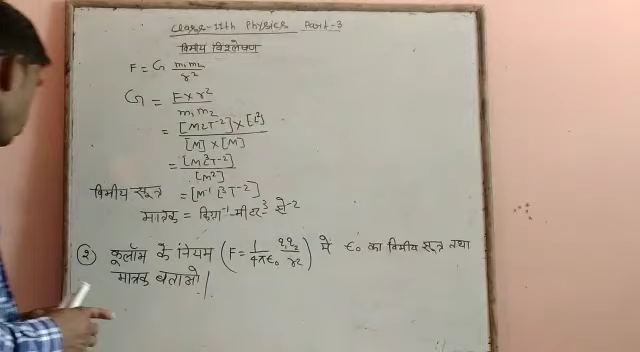 Class-11th Physics Part-3
विमीय विश्लेषण
F = G m₁m₂/r²
G = F×r²/m₁m₂
= [MLT⁻²]×[L²]/[M]×[M]
= [ML³T⁻²]/[M²]
विमीय सूत्र = [M⁻¹L³T⁻²]
मात्रक = किग्रा⁻¹-मीटर³-से⁻²
② कूलॉम के नियम (F = 1/4πϵ₀ q₁q₂/r²) में ϵ₀ का विमीय सूत्र तथा
मात्रक बताओ।